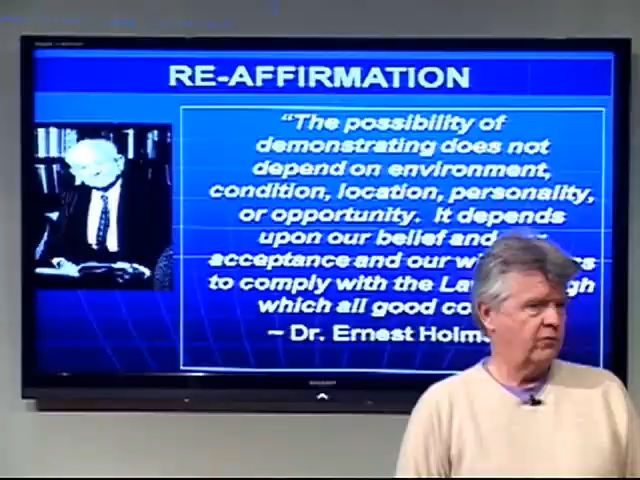 RE-AFFIRMATION
"The possibility of
demonstrating does not
depend on environment,
condition, location, personality,
or opportunity. It depends
upon our belief and
acceptance and our
to comply with the
which all good
~ Dr. Ernest
SHARP